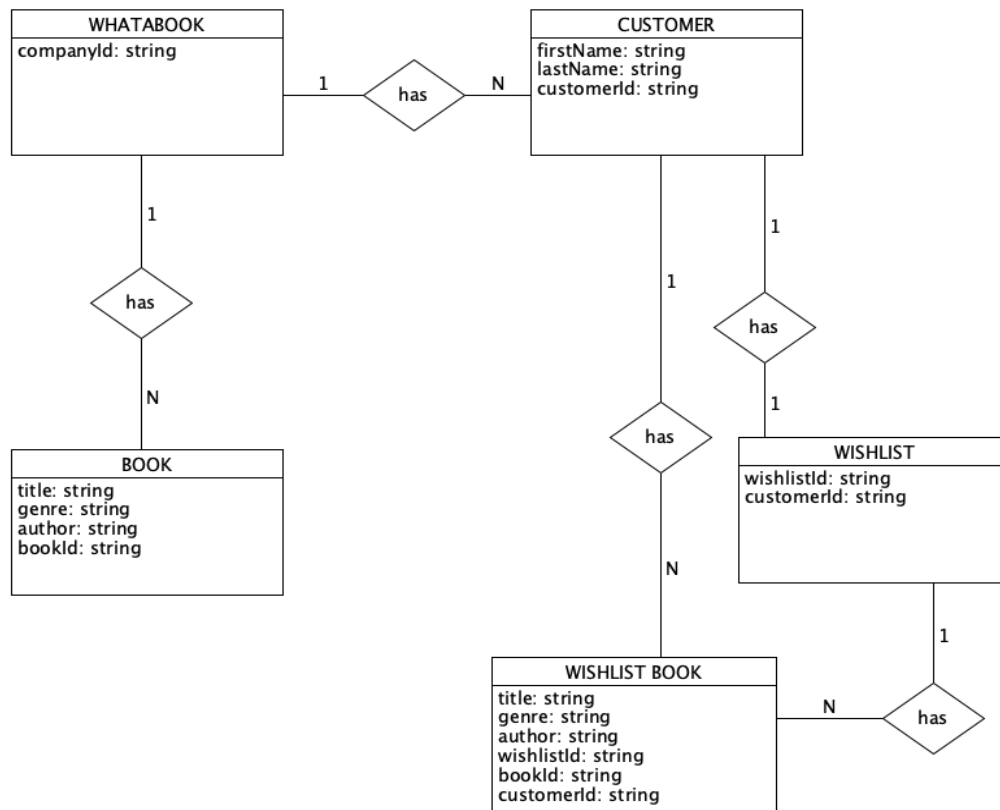 WHATABOOK
companyId: string
CUSTOMER
firstName: string
lastName: string
customerId: string
1
has
N
1
has
N
1
has
N
1
has
1
BOOK
title: string
genre: string
author: string
bookId: string
WISHLIST
wishlistId: string
customerId: string
WISHLIST BOOK
title: string
genre: string
author: string
wishlistId: string
bookId: string
customerId: string
N
has
1